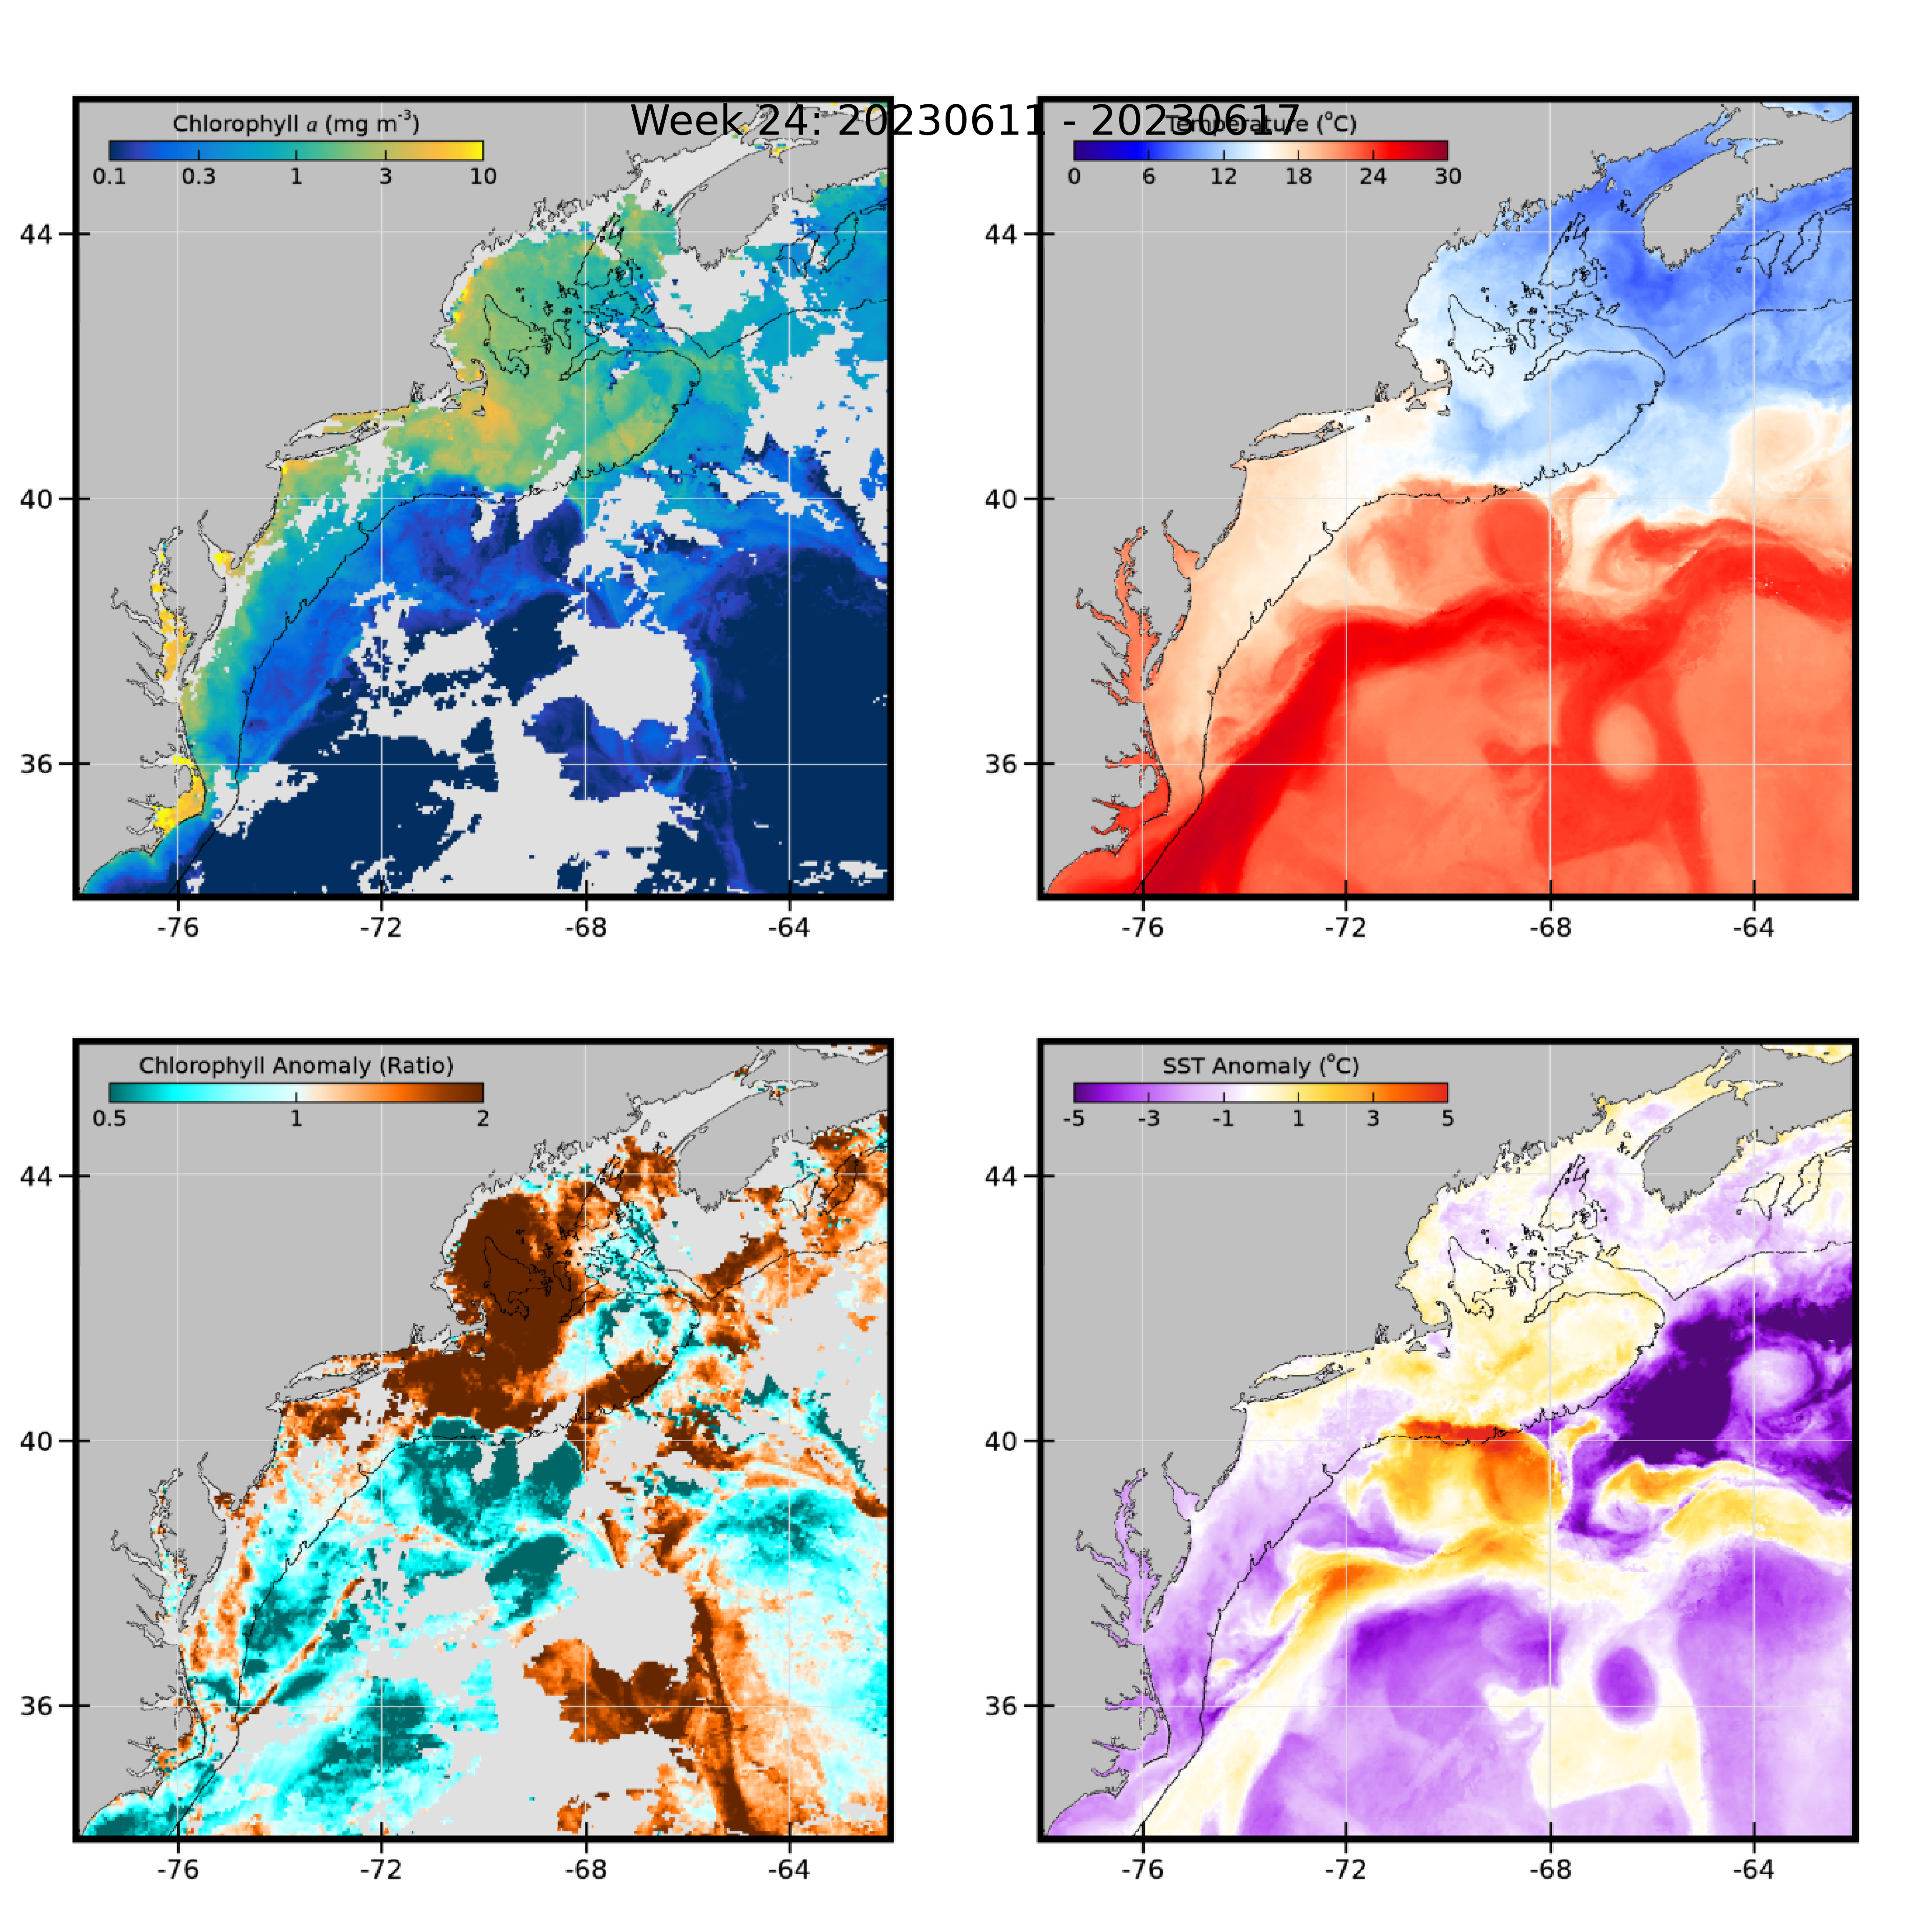 Week 24: 20230611 - 20230617
Chlorophyll a (mg m⁻³)
0.1 0.3 1 3 10
44
40
36
-76 -72 -68 -64
Temperature (°C)
0 6 12 18 24 30
44
40
36
-76 -72 -68 -64
Chlorophyll Anomaly (Ratio)
0.5 1 2
44
40
36
-76 -72 -68 -64
SST Anomaly (°C)
-5 -3 -1 1 3 5
44
40
36
-76 -72 -68 -64